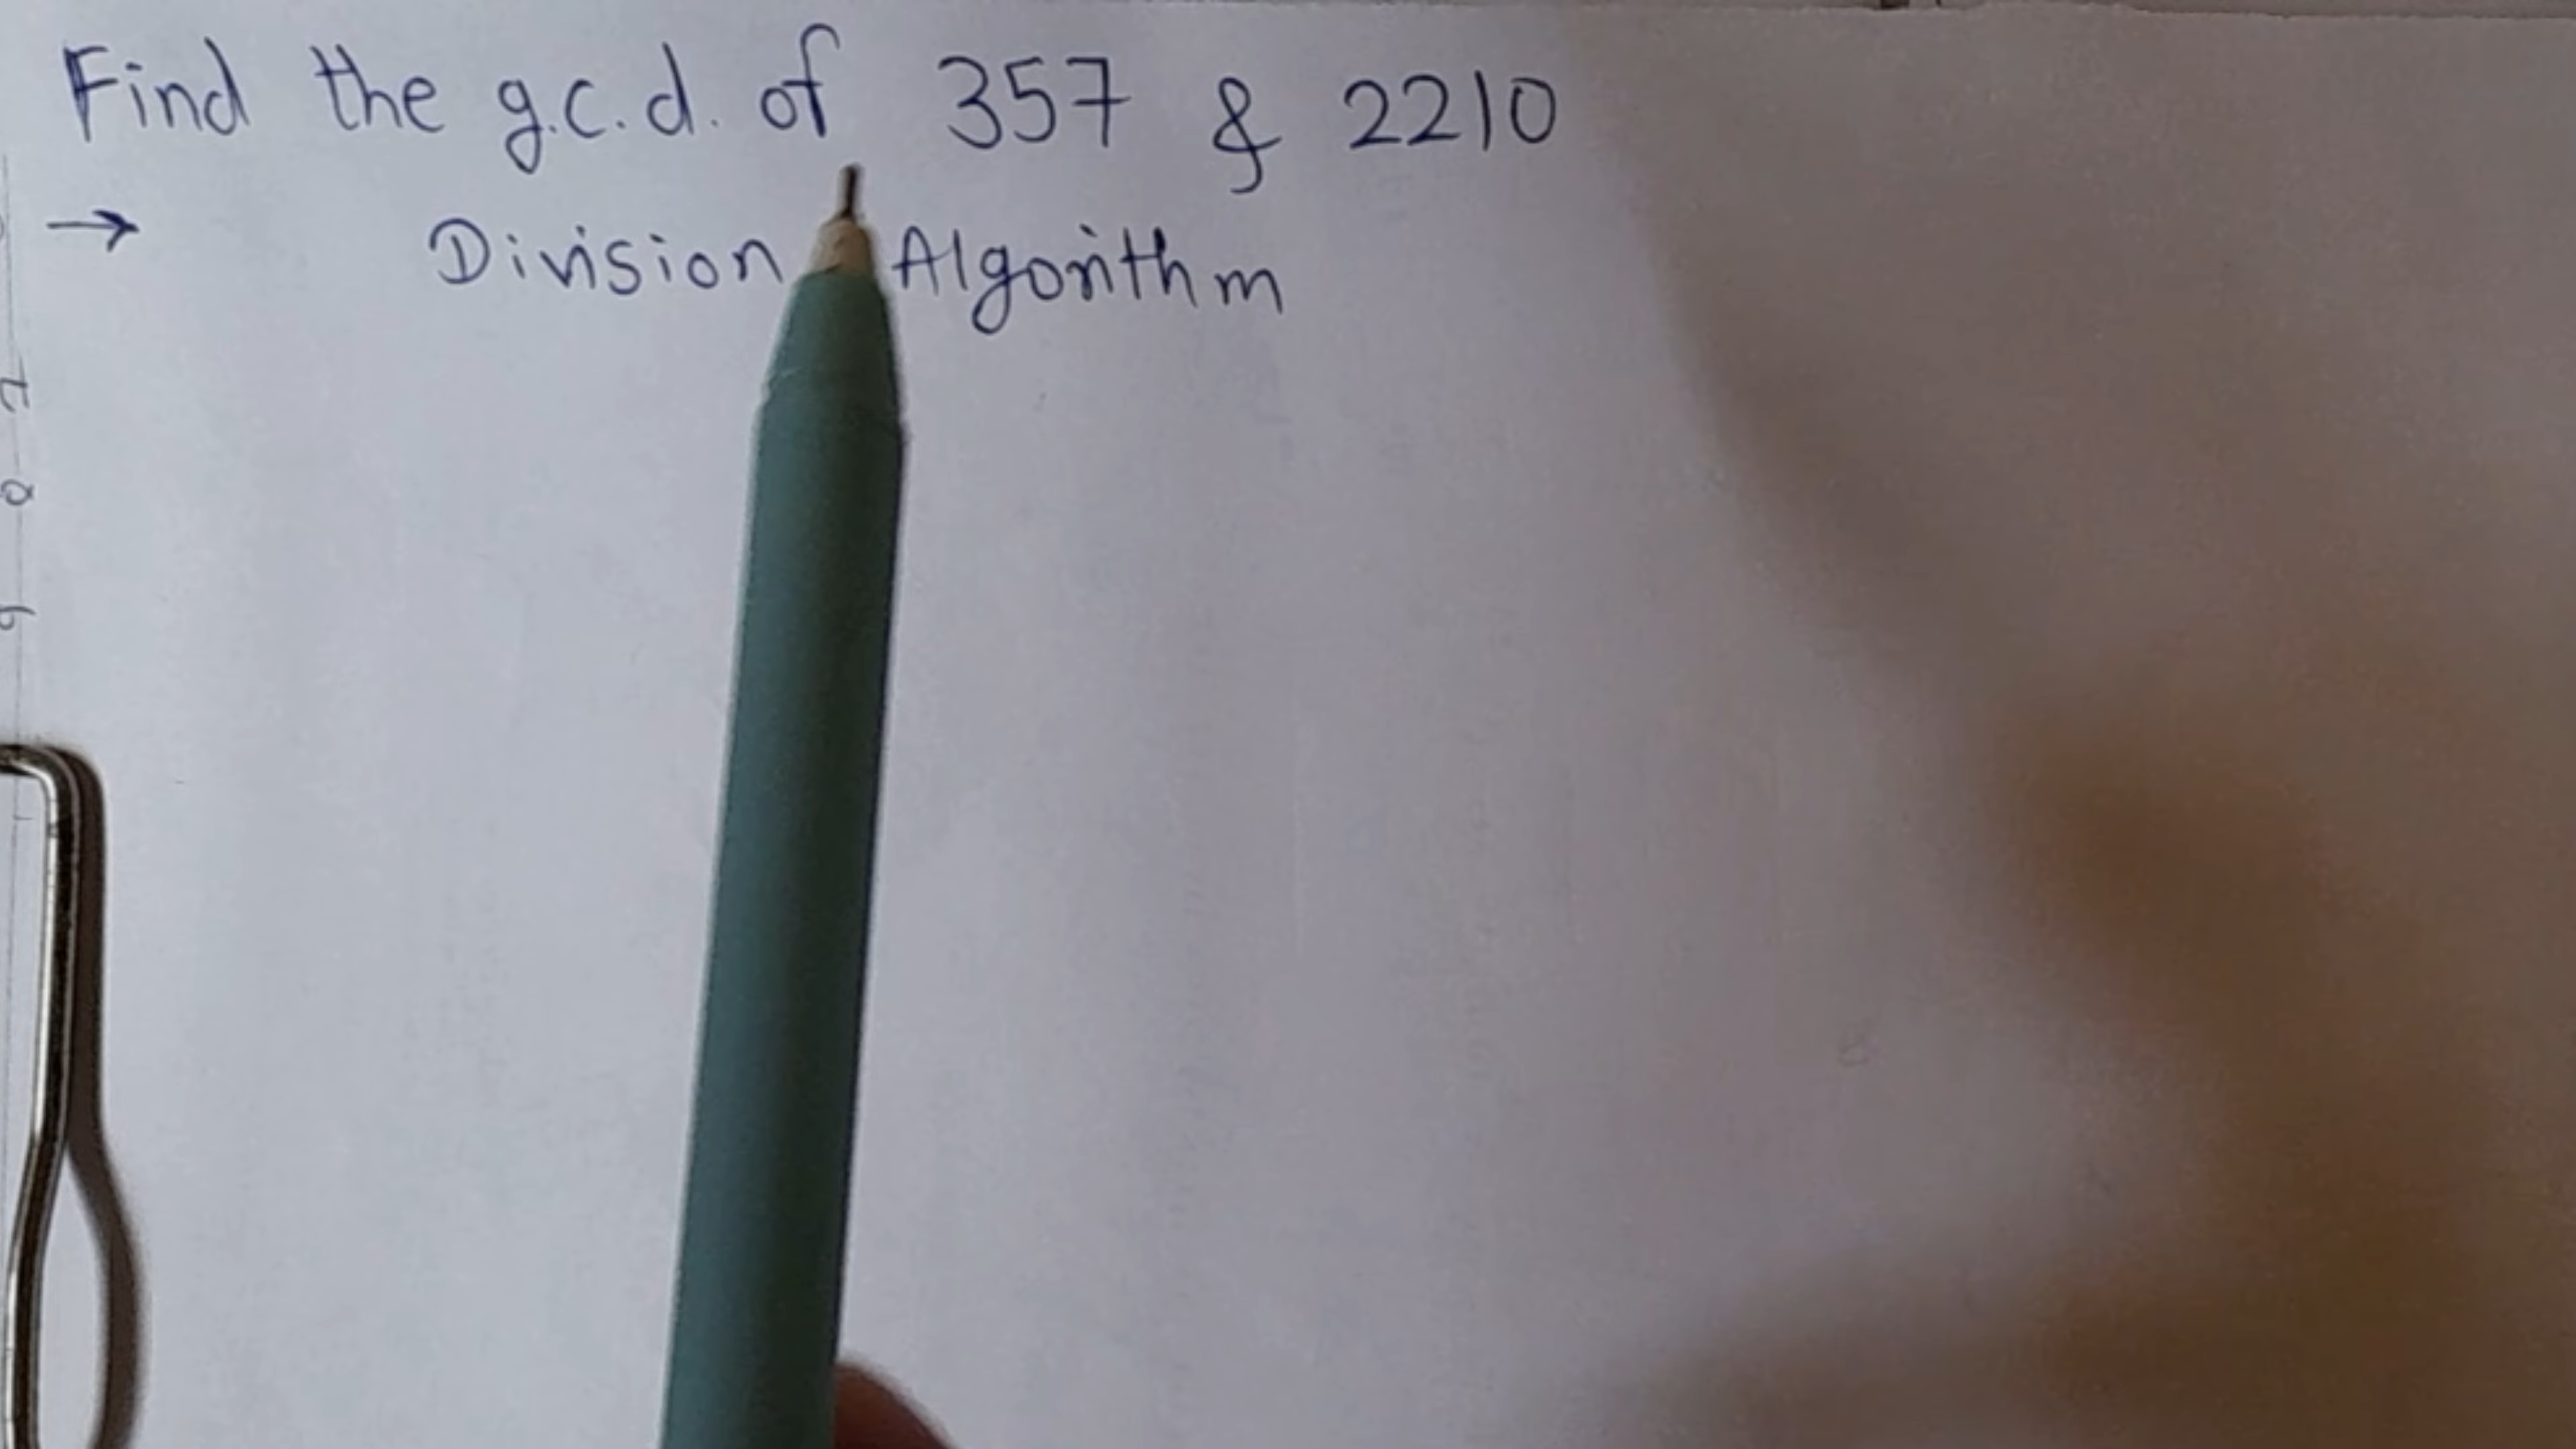 Find the g.c.d. of 357 & 2210
→ Division Algorithm